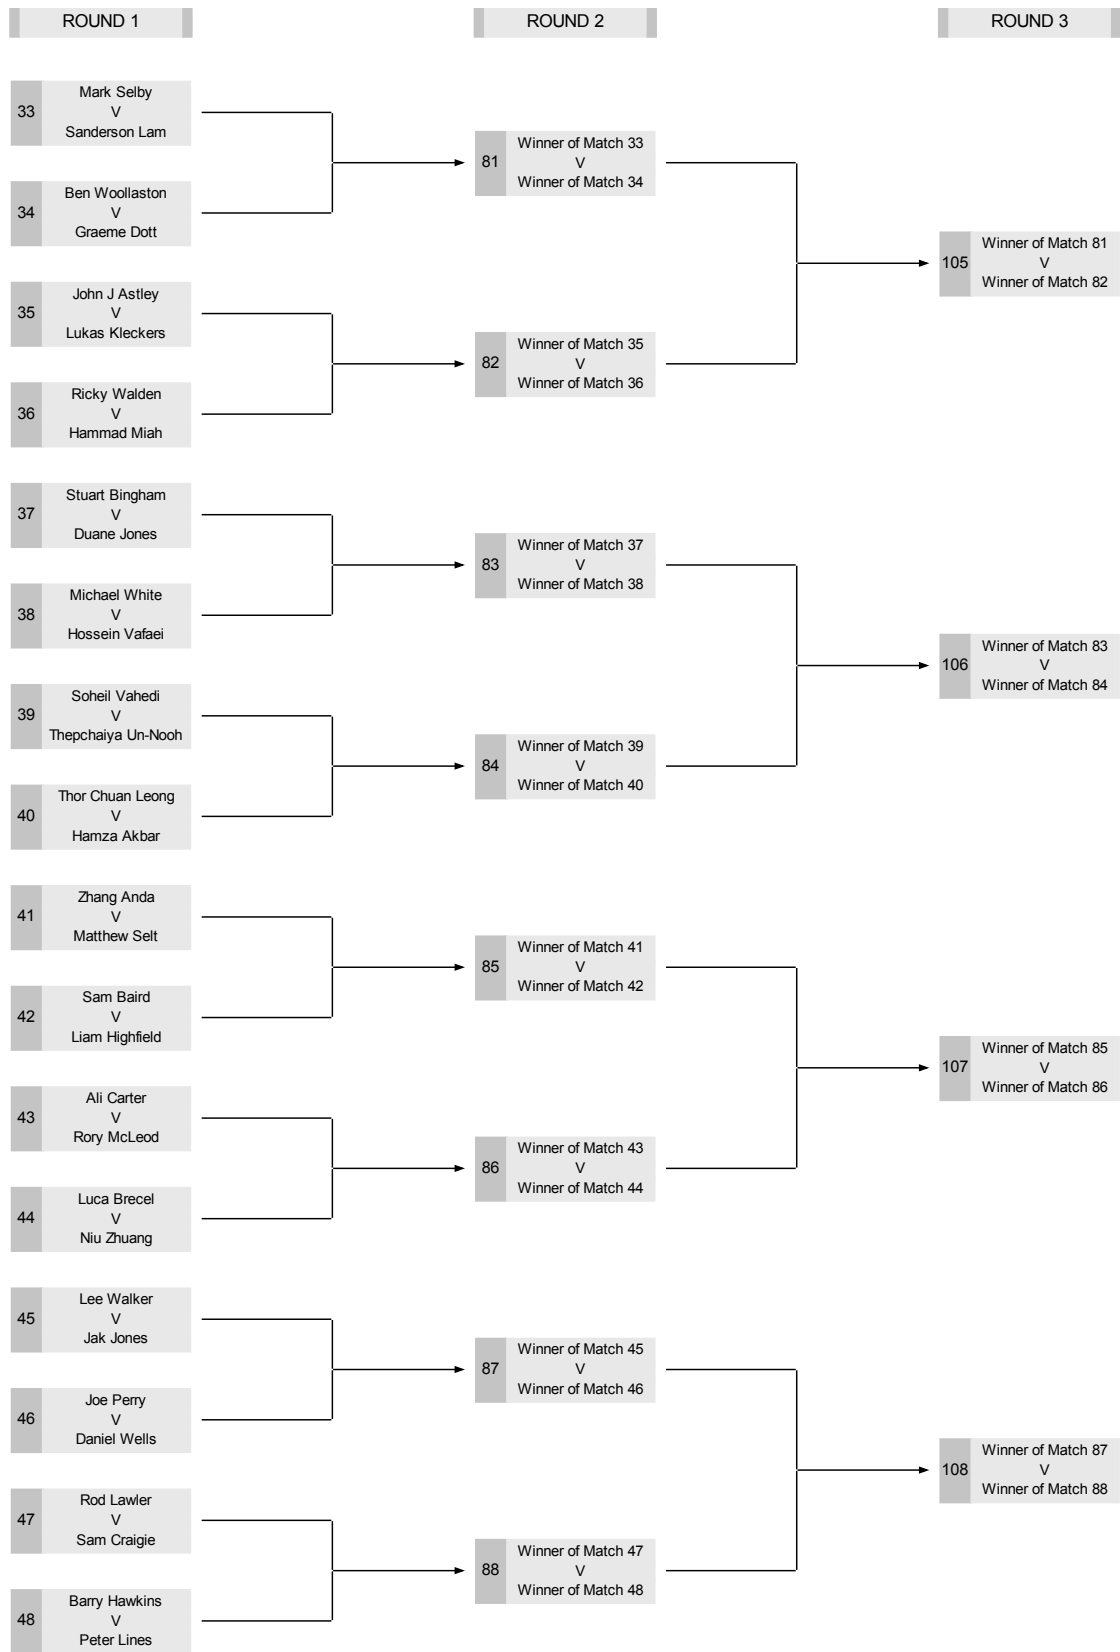 ROUND 1
ROUND 2
ROUND 3
33
Mark Selby
V
Sanderson Lam
34
Ben Woollaston
V
Graeme Dott
35
John J Astley
V
Lukas Kleckers
36
Ricky Walden
V
Hammad Miah
37
Stuart Bingham
V
Duane Jones
38
Michael White
V
Hossein Vafaei
39
Soheil Vahedi
V
Thepchaiya Un-Nooh
40
Thor Chuan Leong
V
Hamza Akbar
41
Zhang Anda
V
Matthew Selt
42
Sam Baird
V
Liam Highfield
43
Ali Carter
V
Rory McLeod
44
Luca Brecel
V
Niu Zhuang
45
Lee Walker
V
Jak Jones
46
Joe Perry
V
Daniel Wells
47
Rod Lawler
V
Sam Craigie
48
Barry Hawkins
V
Peter Lines
81
Winner of Match 33
V
Winner of Match 34
82
Winner of Match 35
V
Winner of Match 36
83
Winner of Match 37
V
Winner of Match 38
84
Winner of Match 39
V
Winner of Match 40
85
Winner of Match 41
V
Winner of Match 42
86
Winner of Match 43
V
Winner of Match 44
87
Winner of Match 45
V
Winner of Match 46
88
Winner of Match 47
V
Winner of Match 48
105
Winner of Match 81
V
Winner of Match 82
106
Winner of Match 83
V
Winner of Match 84
107
Winner of Match 85
V
Winner of Match 86
108
Winner of Match 87
V
Winner of Match 88